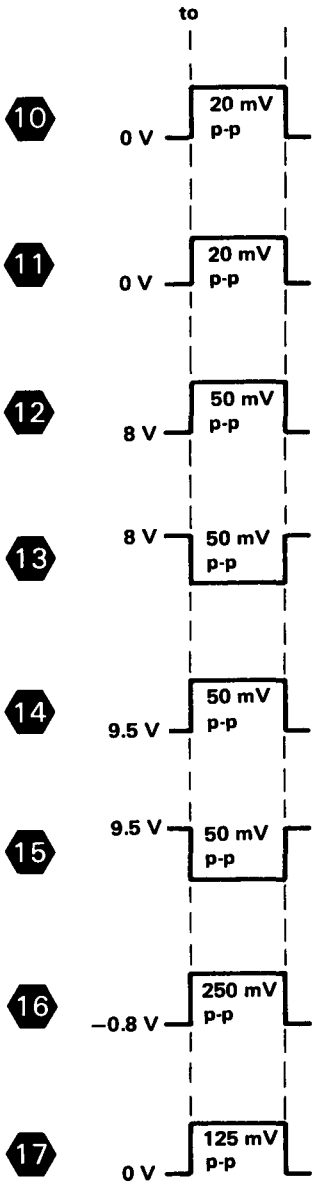 to
10
20 mV
p-p
0 V
11
20 mV
p-p
0 V
12
50 mV
p-p
8 V
8 V
13
50 mV
p-p
14
50 mV
p-p
9.5 V
9.5 V
15
50 mV
p-p
16
250 mV
p-p
−0.8 V
17
125 mV
p-p
0 V